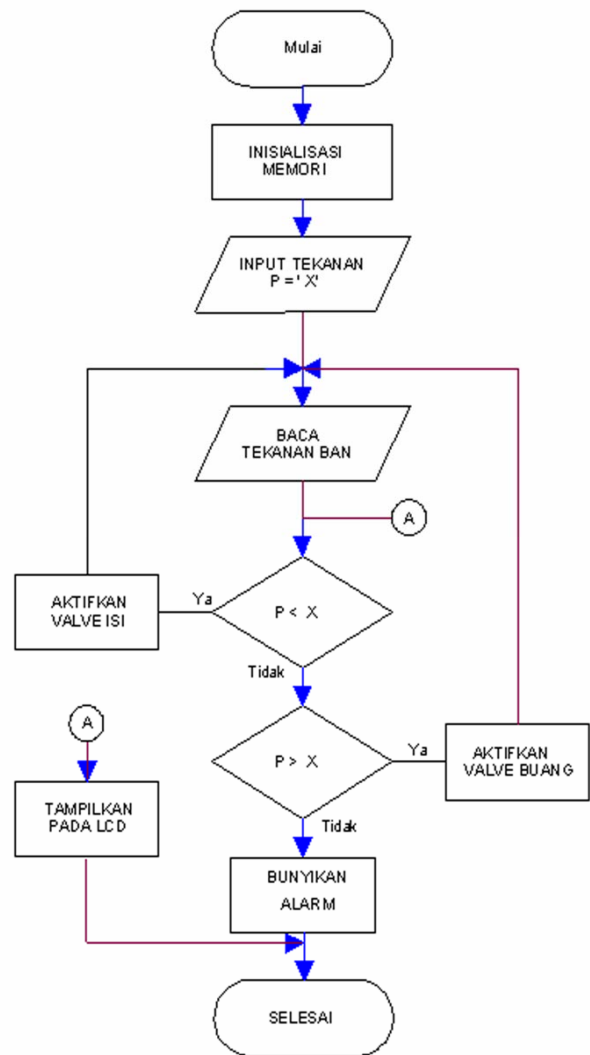 Mulai
INISIALISASI
MEMORI
INPUT TEKANAN
P = ' X'
BACA
TEKANAN BAN
A
AKTIFKAN
VALVE ISI
Ya
P < X
Tidak
A
P > X
Ya
AKTIFKAN
VALVE BUANG
TAMPILKAN
PADA LCD
Tidak
BUNYIKAN
ALARM
SELESAI